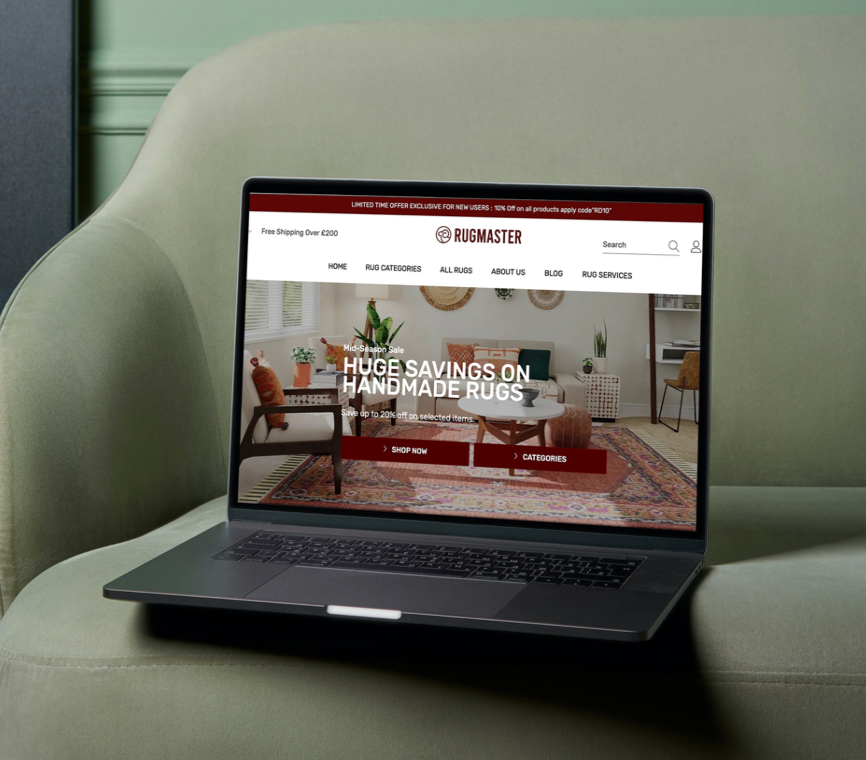 LIMITED TIME OFFER EXCLUSIVE FOR NEW USERS : 10% Off on all products apply code"RD10"
Free Shipping Over £200
RUGMASTER
Search
HOME RUG CATEGORIES ALL RUGS ABOUT US BLOG RUG SERVICES
Mid-Season Sale
HUGE SAVINGS ON
HANDMADE RUGS
Save up to 20% off on selected items.
SHOP NOW
CATEGORIES